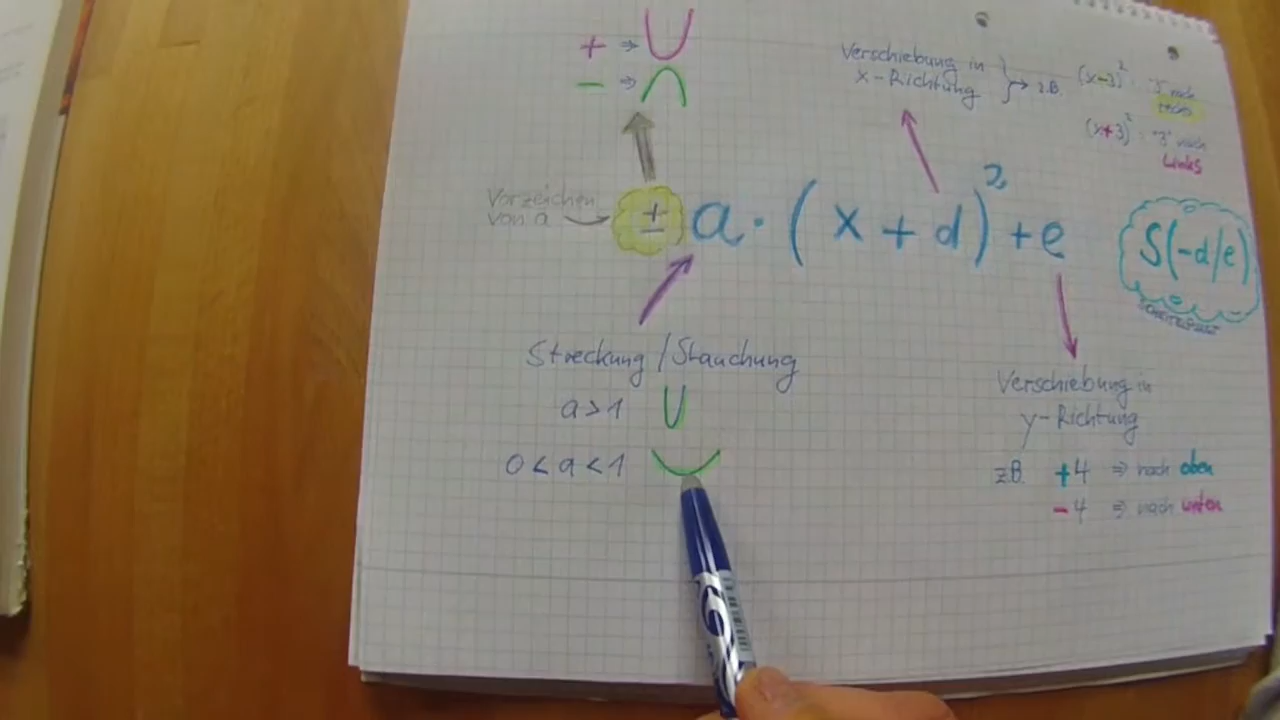 + ⇒
− ⇒
Verschiebung in
x-Richtung
→ z.B.
(x-3)² : "3" nach
rechts
(x+3)² : "3" nach
Links
Vorzeichen
von a
± a · (x + d)² + e
S(-d/e)
Scheitelpunkt
Streckung / Stauchung
a > 1
0 < a < 1
Verschiebung in
y-Richtung
z.B. +4 ⇒ nach oben
-4 ⇒ nach unten